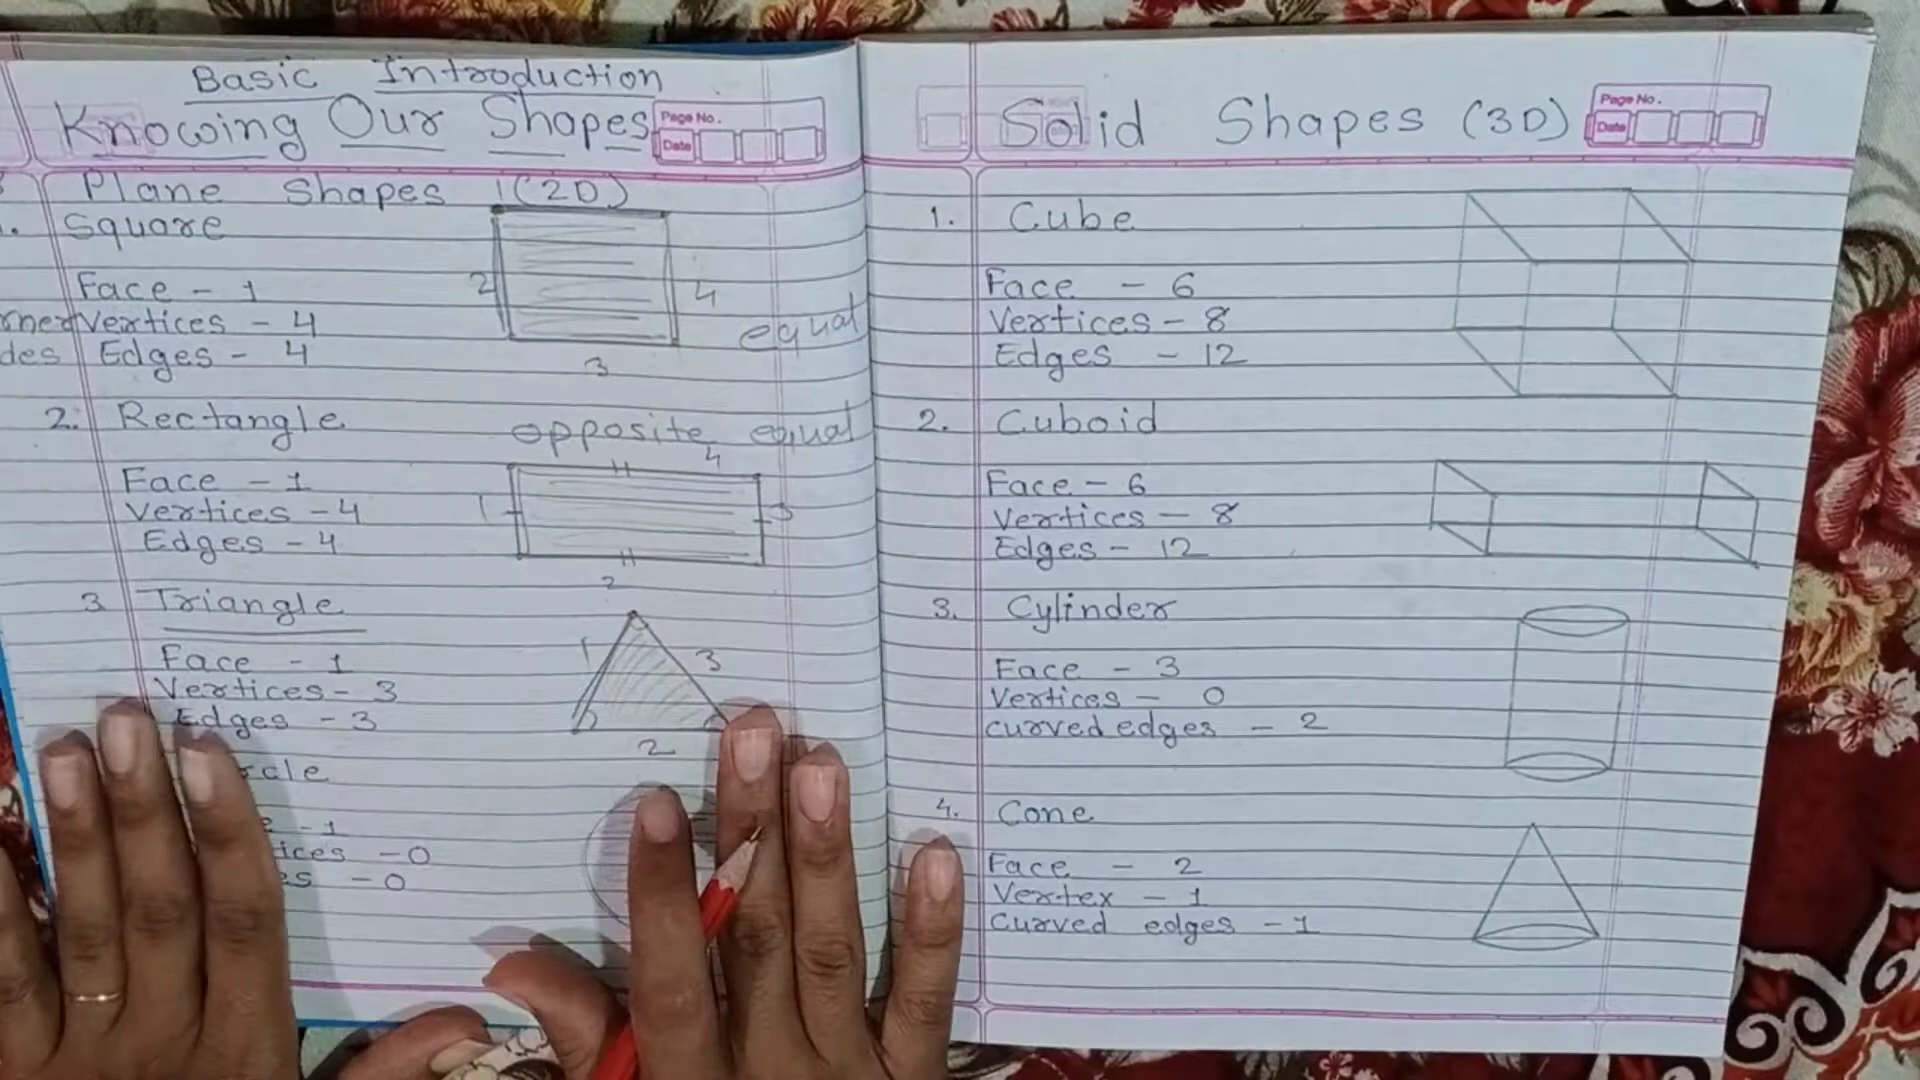 Basic Introduction
Knowing Our Shapes
Page No.
Date
Plane Shapes (2D)
Square
Face - 1
Vertices - 4
Edges - 4
2
4
3
equal
2. Rectangle
opposite equal
4
Face - 1
Vertices - 4
Edges - 4
1
3
2
3 Triangle
Face - 1
Vertices - 3
Edges - 3
1
3
2
- 1
- 0
- 0
Solid Shapes (3D)
Page No.
Date
1. Cube
Face - 6
Vertices - 8
Edges - 12
2. Cuboid
Face - 6
Vertices - 8
Edges - 12
3. Cylinder
Face - 3
Vertices - 0
curved edges - 2
4. Cone
Face - 2
Vertex - 1
Curved edges - 1